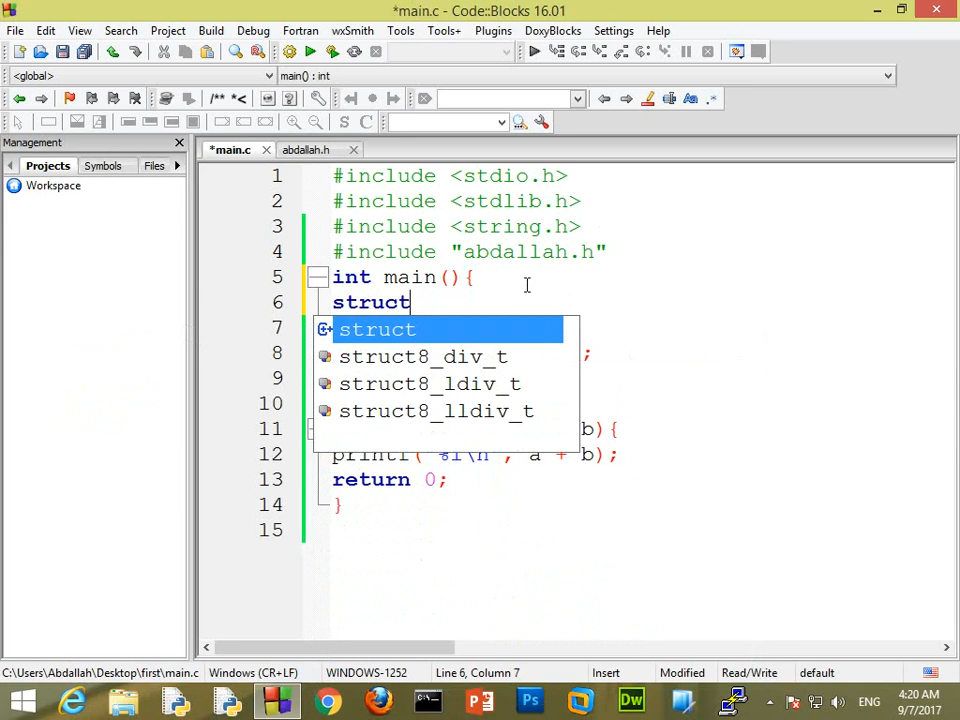 *main.c - Code::Blocks 16.01
File Edit View Search Project Build Debug Fortran wxSmith Tools Tools+ Plugins DoxyBlocks Settings Help
<global> main() : int
/** *<
S C
Management
Projects Symbols Files
Workspace
*main.c abdallah.h
1 #include <stdio.h>
2 #include <stdlib.h>
3 #include <string.h>
4 #include "abdallah.h"
5 int main(){
6 struct
7 struct
8 struct8_div_t ;
9 struct8_ldiv_t
10 struct8_lldiv_t
11 b){
12 printf("%i\n", a + b);
13 return 0;
14 }
15
C:\Users\Abdallah\Desktop\first\main.c Windows (CR+LF) WINDOWS-1252 Line 6, Column 7 Insert Modified Read/Write default
Ps Dw ENG 4:20 AM
9/7/2017